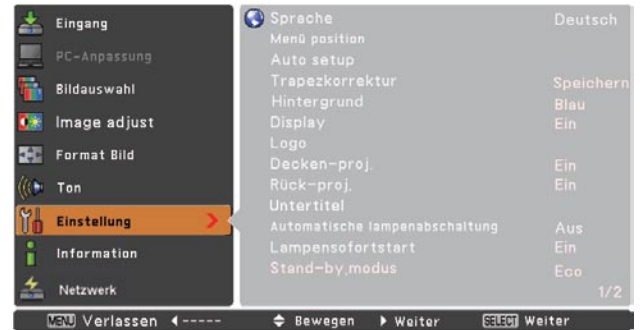 Eingang
PC-Anpassung
Bildauswahl
Image adjust
Format Bild
Ton
Einstellung
Information
Netzwerk
Sprache Deutsch
Menü position
Auto setup
Trapezkorrektur Speichern
Hintergrund Blau
Display Ein
Logo
Decken-proj. Ein
Rück-proj. Ein
Untertitel
Automatische lampenabschaltung Aus
Lampensofortstart Ein
Stand-by,modus Eco
1/2
MENU Verlassen ◀----- Bewegen ▶ Weiter SELECT Weiter